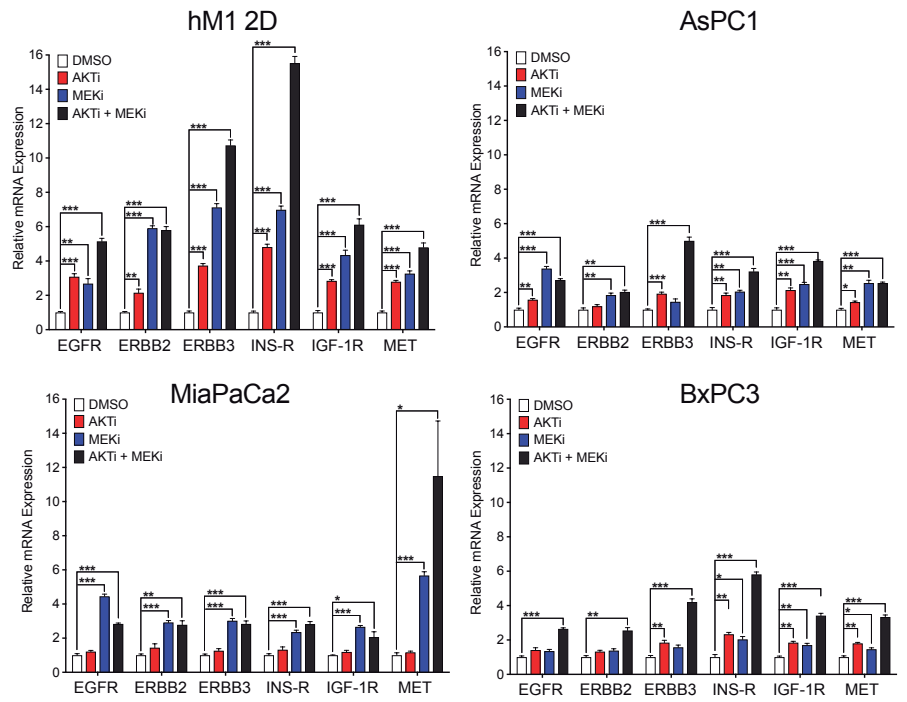 hM1 2D
16
14
12
10
8
6
4
2
0
Relative mRNA Expression
DMSO
AKTi
MEKi
AKTi + MEKi
*** ** ***
** *** ***
*** *** ***
*** *** ***
*** *** ***
*** *** ***
EGFR ERBB2 ERBB3 INS-R IGF-1R MET
AsPC1
16
14
12
10
8
6
4
2
0
Relative mRNA Expression
DMSO
AKTi
MEKi
AKTi + MEKi
** *** ***
** **
*** ***
** ** ***
** *** ***
* ** ***
EGFR ERBB2 ERBB3 INS-R IGF-1R MET
MiaPaCa2
16
14
12
10
8
6
4
2
0
Relative mRNA Expression
DMSO
AKTi
MEKi
AKTi + MEKi
*** ***
*** **
*** ***
*** ***
*** *
*** *
EGFR ERBB2 ERBB3 INS-R IGF-1R MET
BxPC3
16
14
12
10
8
6
4
2
0
Relative mRNA Expression
DMSO
AKTi
MEKi
AKTi + MEKi
***
**
** ***
** * ***
** ** ***
** * ***
EGFR ERBB2 ERBB3 INS-R IGF-1R MET